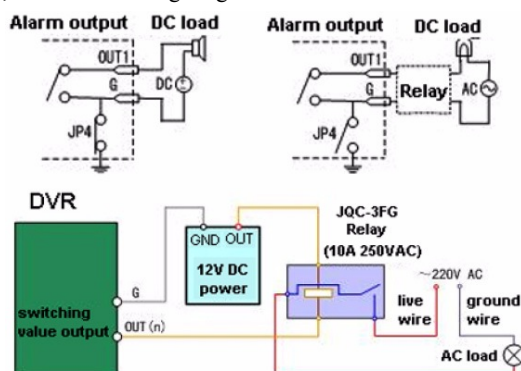 Alarm output
DC load
OUT1
G
DC
JP4
Alarm output
DC load
OUT1
G
Relay
AC
JP4
DVR
switching
value output
G
OUT (n)
GND OUT
12V DC
power
JQC-3FG
Relay
(10A 250VAC)
~220V AC
live
wire
ground
wire
AC load